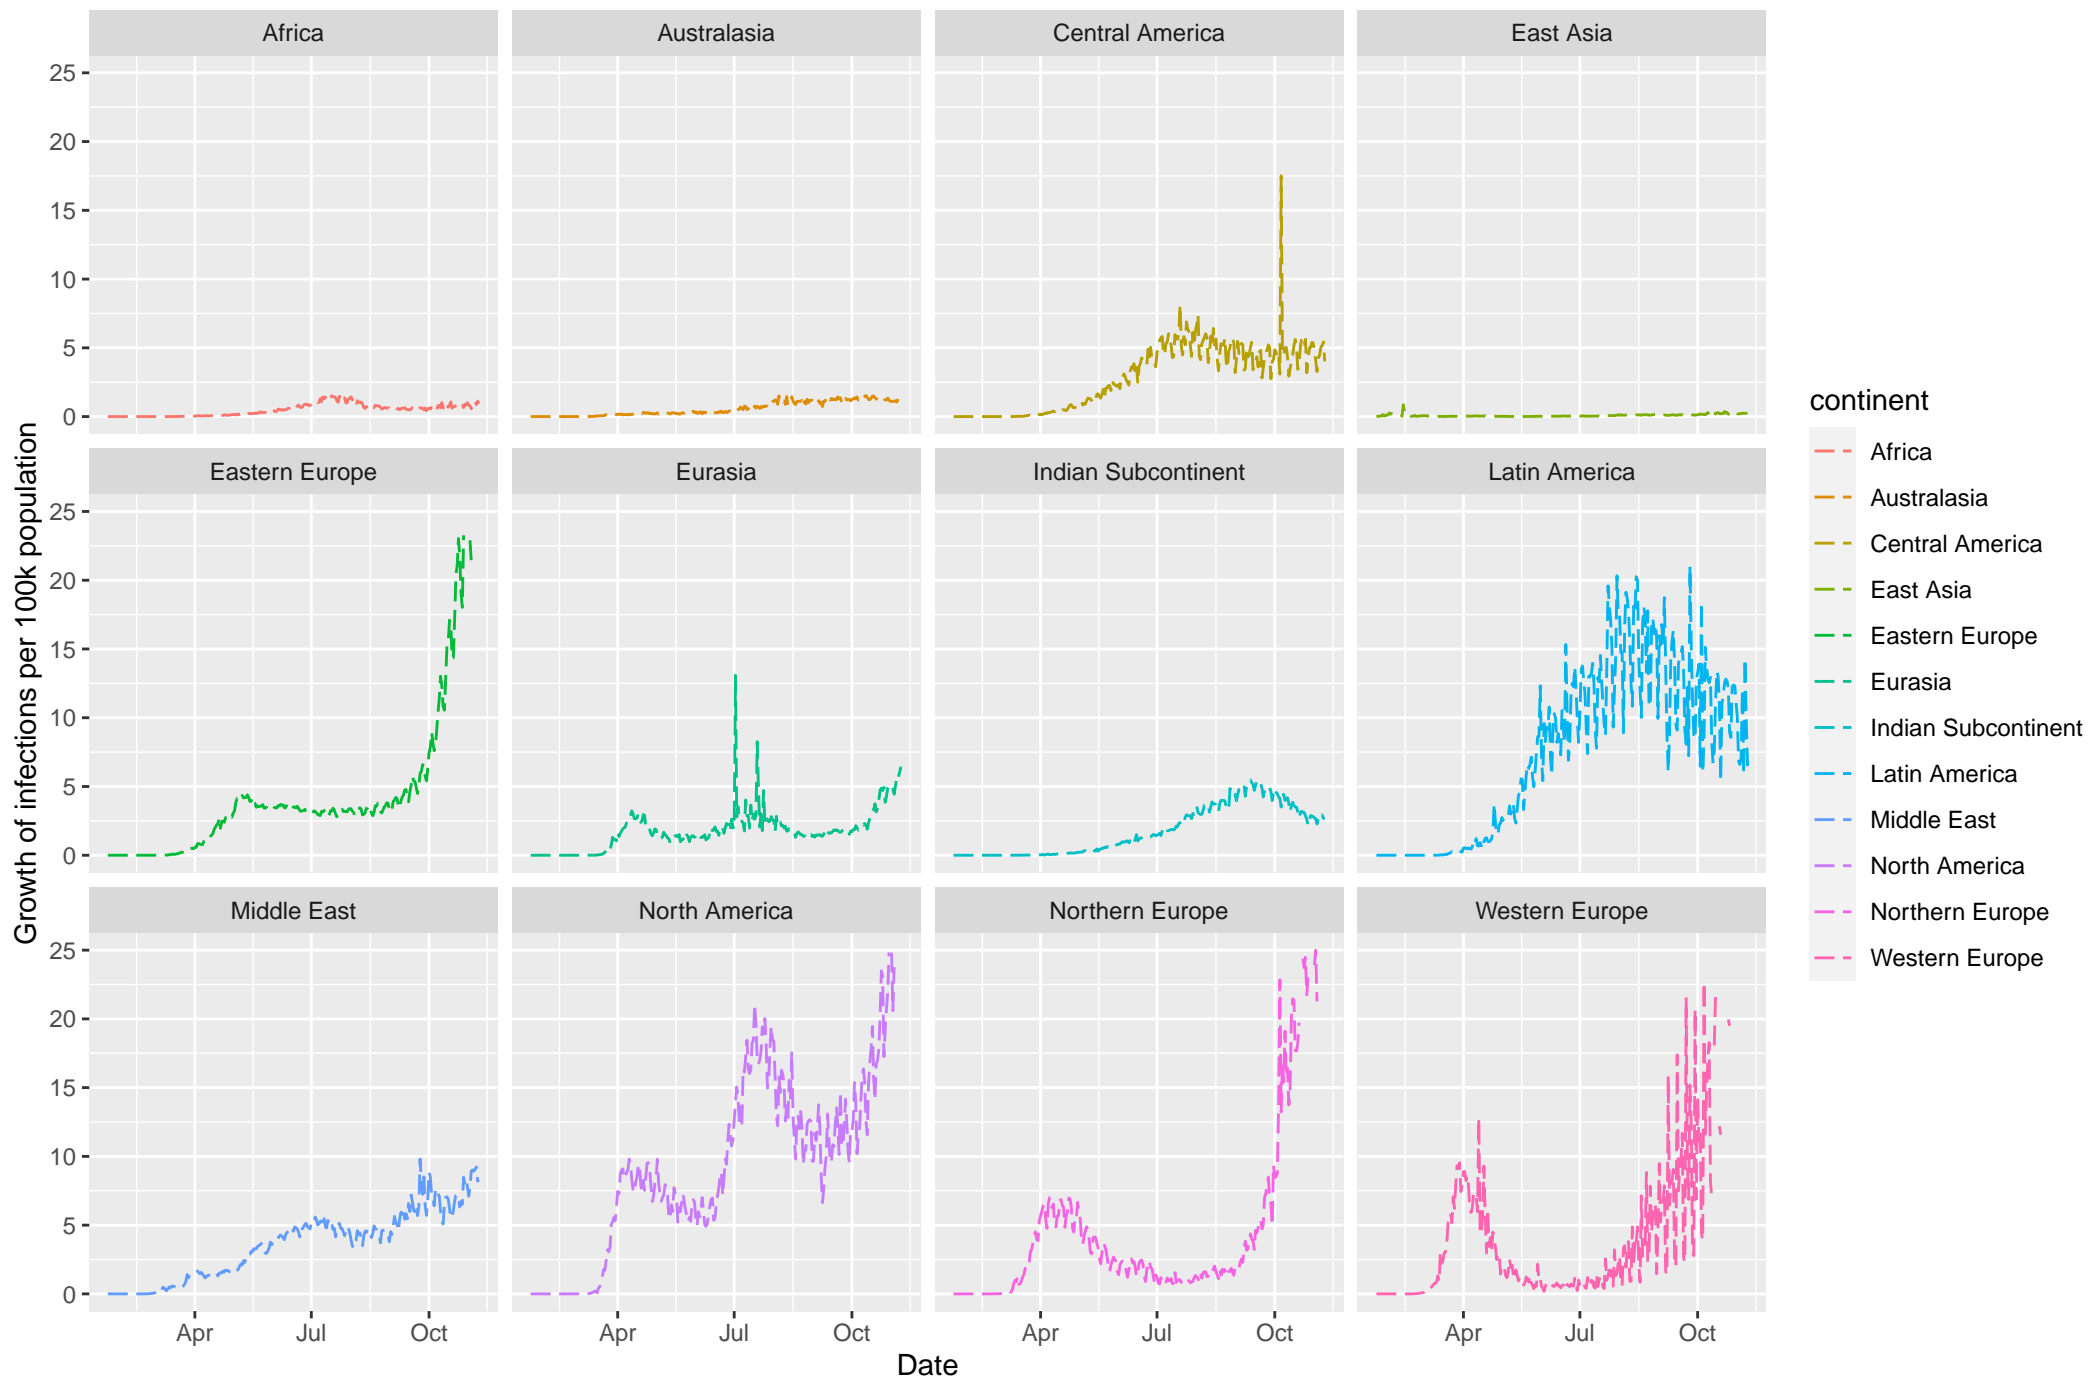 Africa
Australasia
Central America
East Asia
25
20
15
10
5
0
Eastern Europe
Eurasia
Indian Subcontinent
Latin America
25
20
15
10
5
0
Middle East
North America
Northern Europe
Western Europe
25
20
15
10
5
0
Apr Jul Oct
Apr Jul Oct
Apr Jul Oct
Apr Jul Oct
Date
Growth of infections per 100k population
continent
Africa
Australasia
Central America
East Asia
Eastern Europe
Eurasia
Indian Subcontinent
Latin America
Middle East
North America
Northern Europe
Western Europe